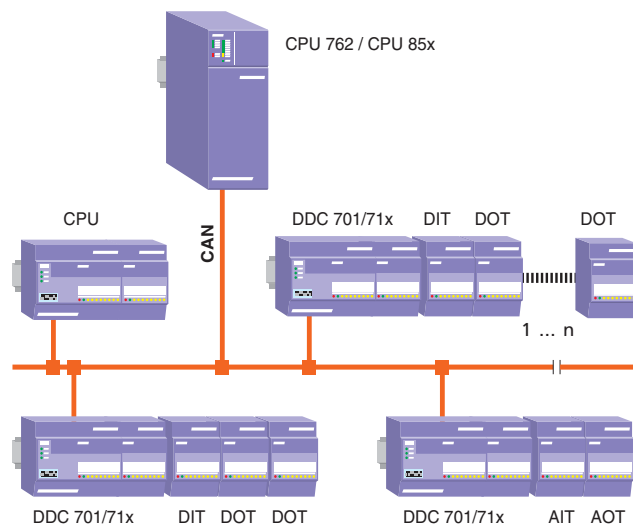 CPU 762 / CPU 85x
CPU
CAN
DDC 701/71x DIT DOT DOT
1 ... n
DDC 701/71x DIT DOT DOT
DDC 701/71x AIT AOT